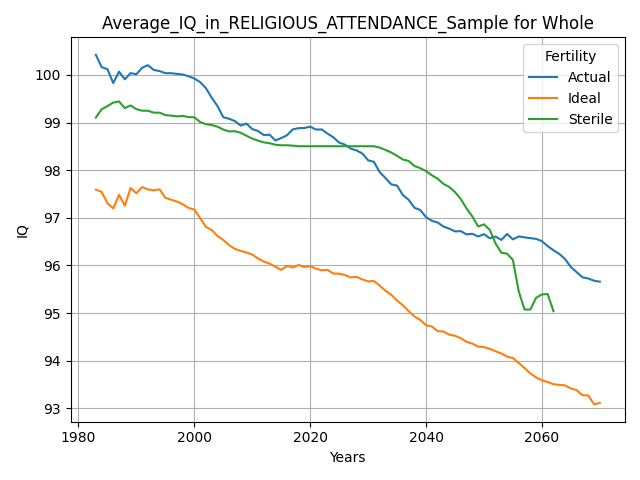 Average_IQ_in_RELIGIOUS_ATTENDANCE_Sample for Whole
Fertility
Actual
Ideal
Sterile
IQ
100
99
98
97
96
95
94
93
1980 2000 2020 2040 2060
Years